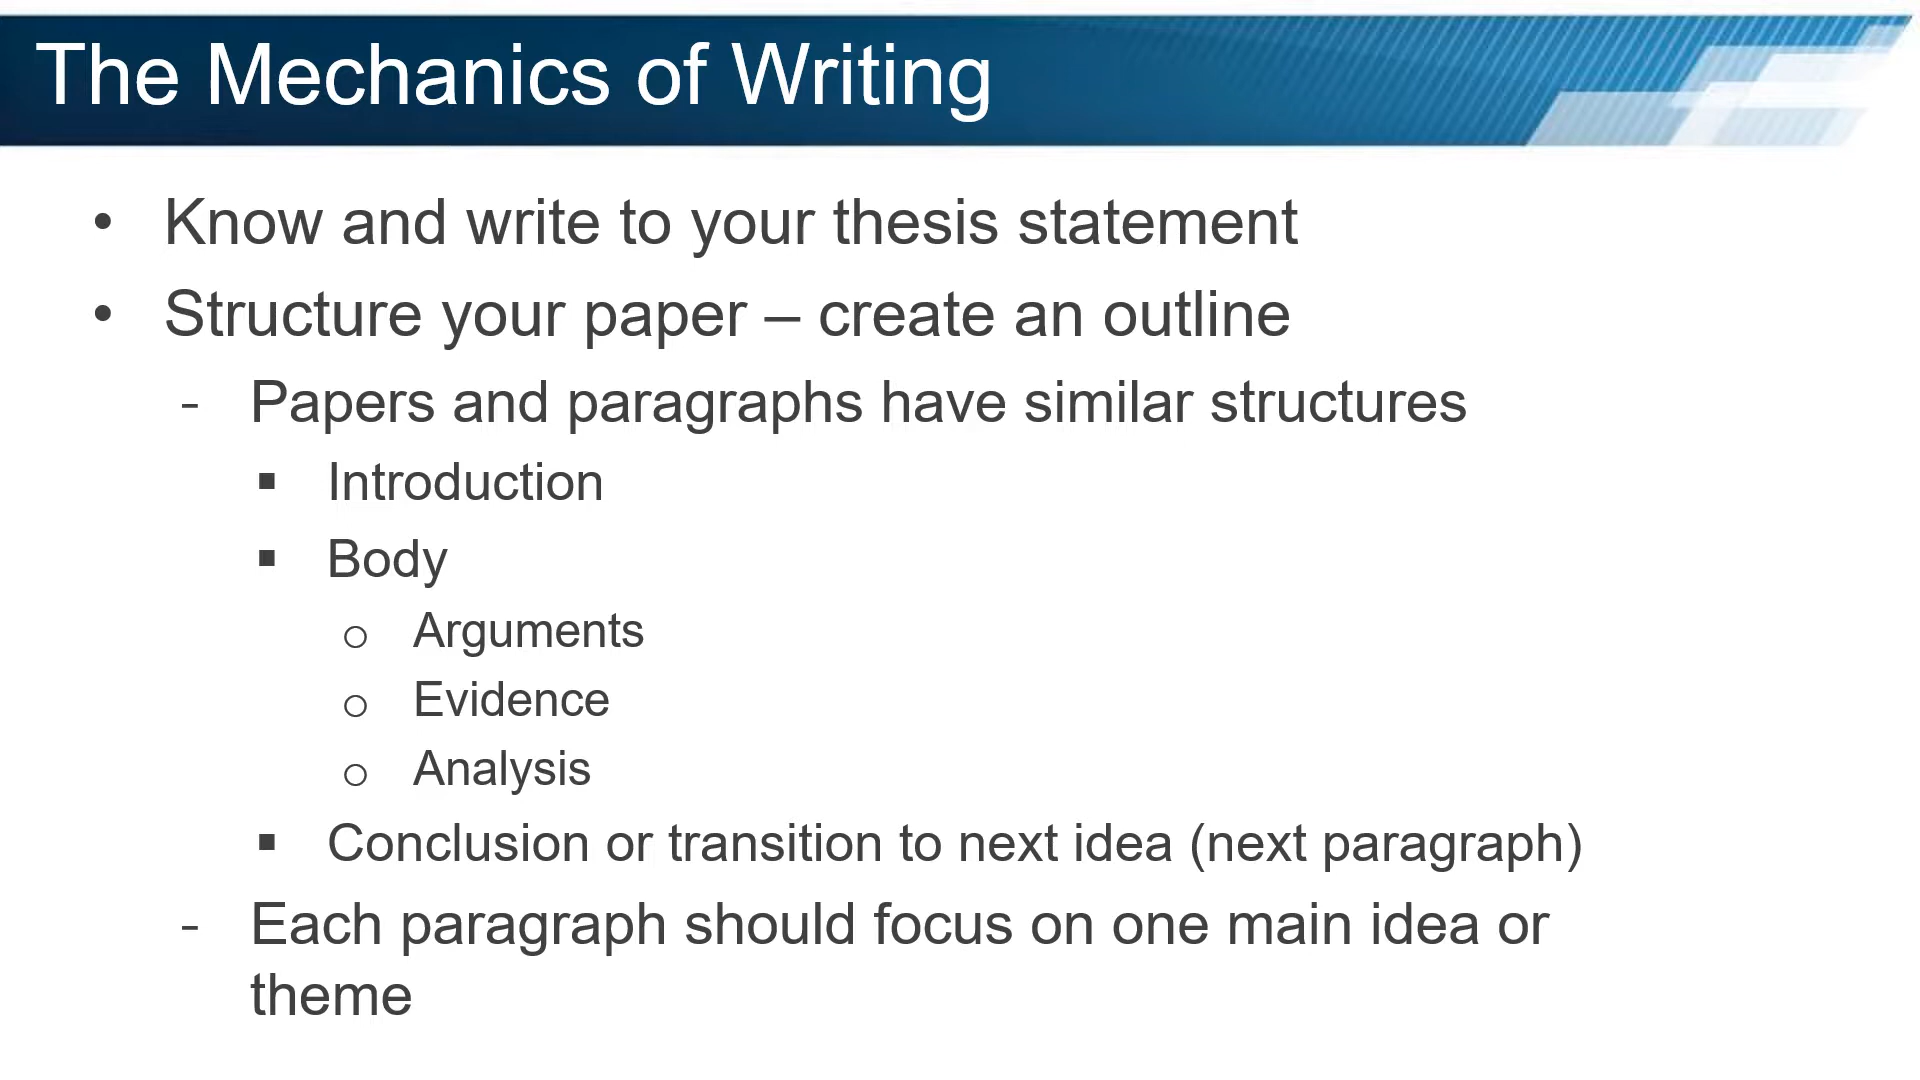 The Mechanics of Writing
• Know and write to your thesis statement
• Structure your paper – create an outline
- Papers and paragraphs have similar structures
▪ Introduction
▪ Body
o Arguments
o Evidence
o Analysis
▪ Conclusion or transition to next idea (next paragraph)
- Each paragraph should focus on one main idea or
theme